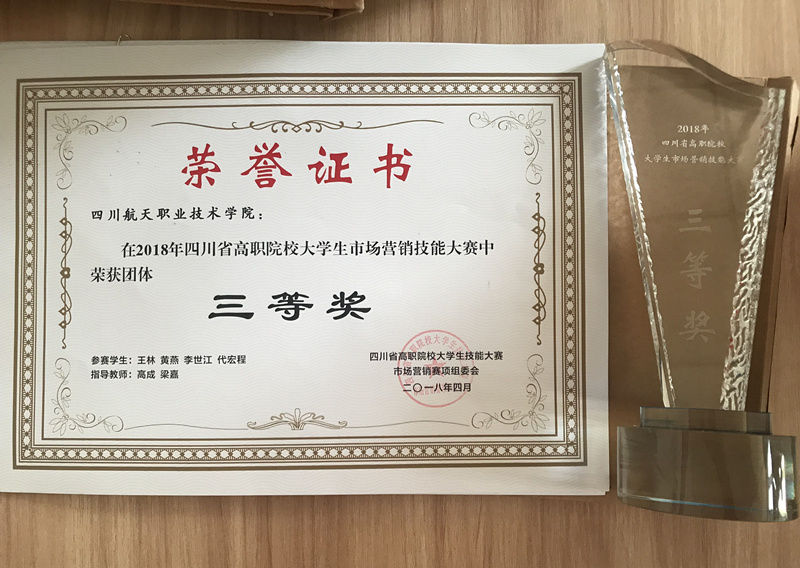 荣誉证书
四川航天职业技术学院：
在2018年四川省高职院校大学生市场营销技能大赛中
荣获团体
三等奖
参赛学生：王林 黄燕 李世江 代宏程
指导教师：高成 梁嘉
四川省高职院校大学生技能大赛
市场营销赛项组委会
二〇一八年四月
2018年
四川省高职院校
大学生市场营销技能大
三等奖